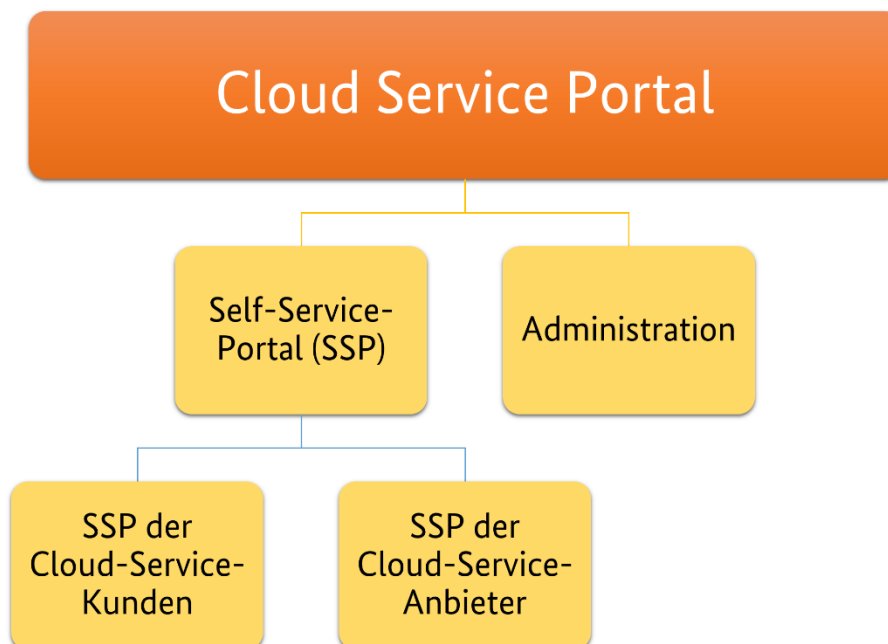 Cloud Service Portal
Self-Service-
Portal (SSP)
Administration
SSP der
Cloud-Service-
Kunden
SSP der
Cloud-Service-
Anbieter